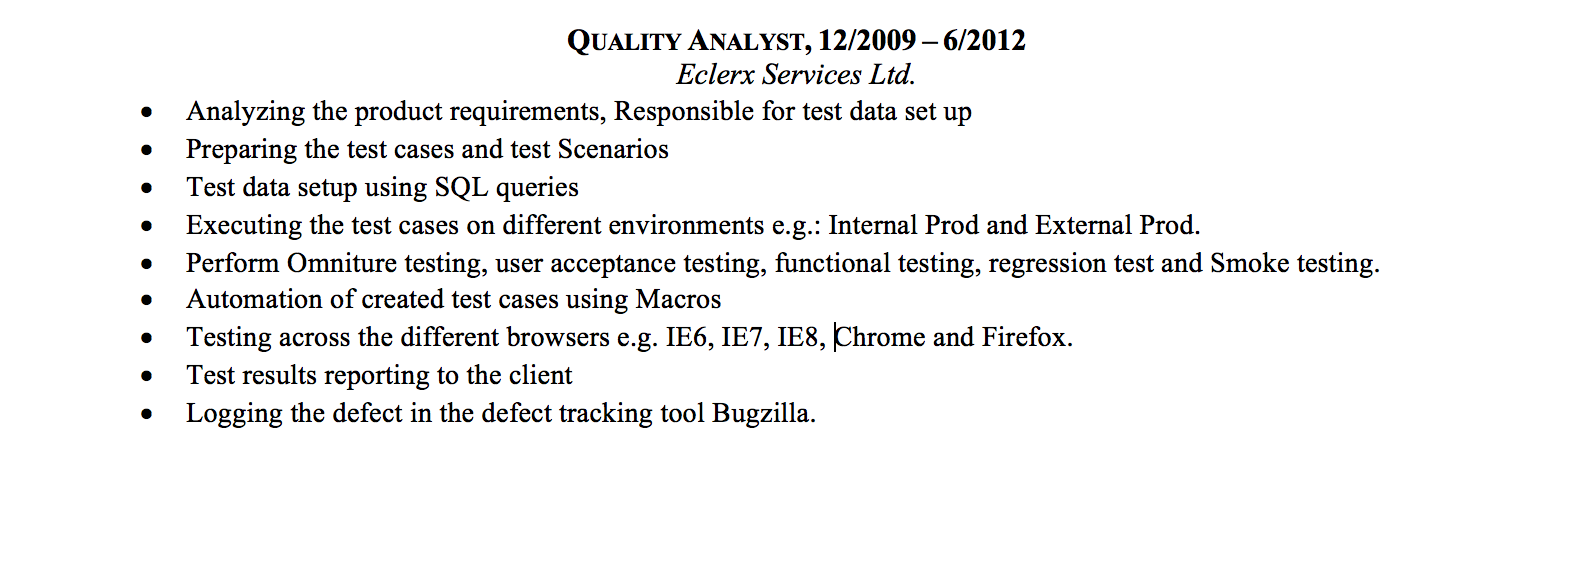 QUALITY ANALYST, 12/2009 – 6/2012
Eclerx Services Ltd.
• Analyzing the product requirements, Responsible for test data set up
• Preparing the test cases and test Scenarios
• Test data setup using SQL queries
• Executing the test cases on different environments e.g.: Internal Prod and External Prod.
• Perform Omniture testing, user acceptance testing, functional testing, regression test and Smoke testing.
• Automation of created test cases using Macros
• Testing across the different browsers e.g. IE6, IE7, IE8, Chrome and Firefox.
• Test results reporting to the client
• Logging the defect in the defect tracking tool Bugzilla.